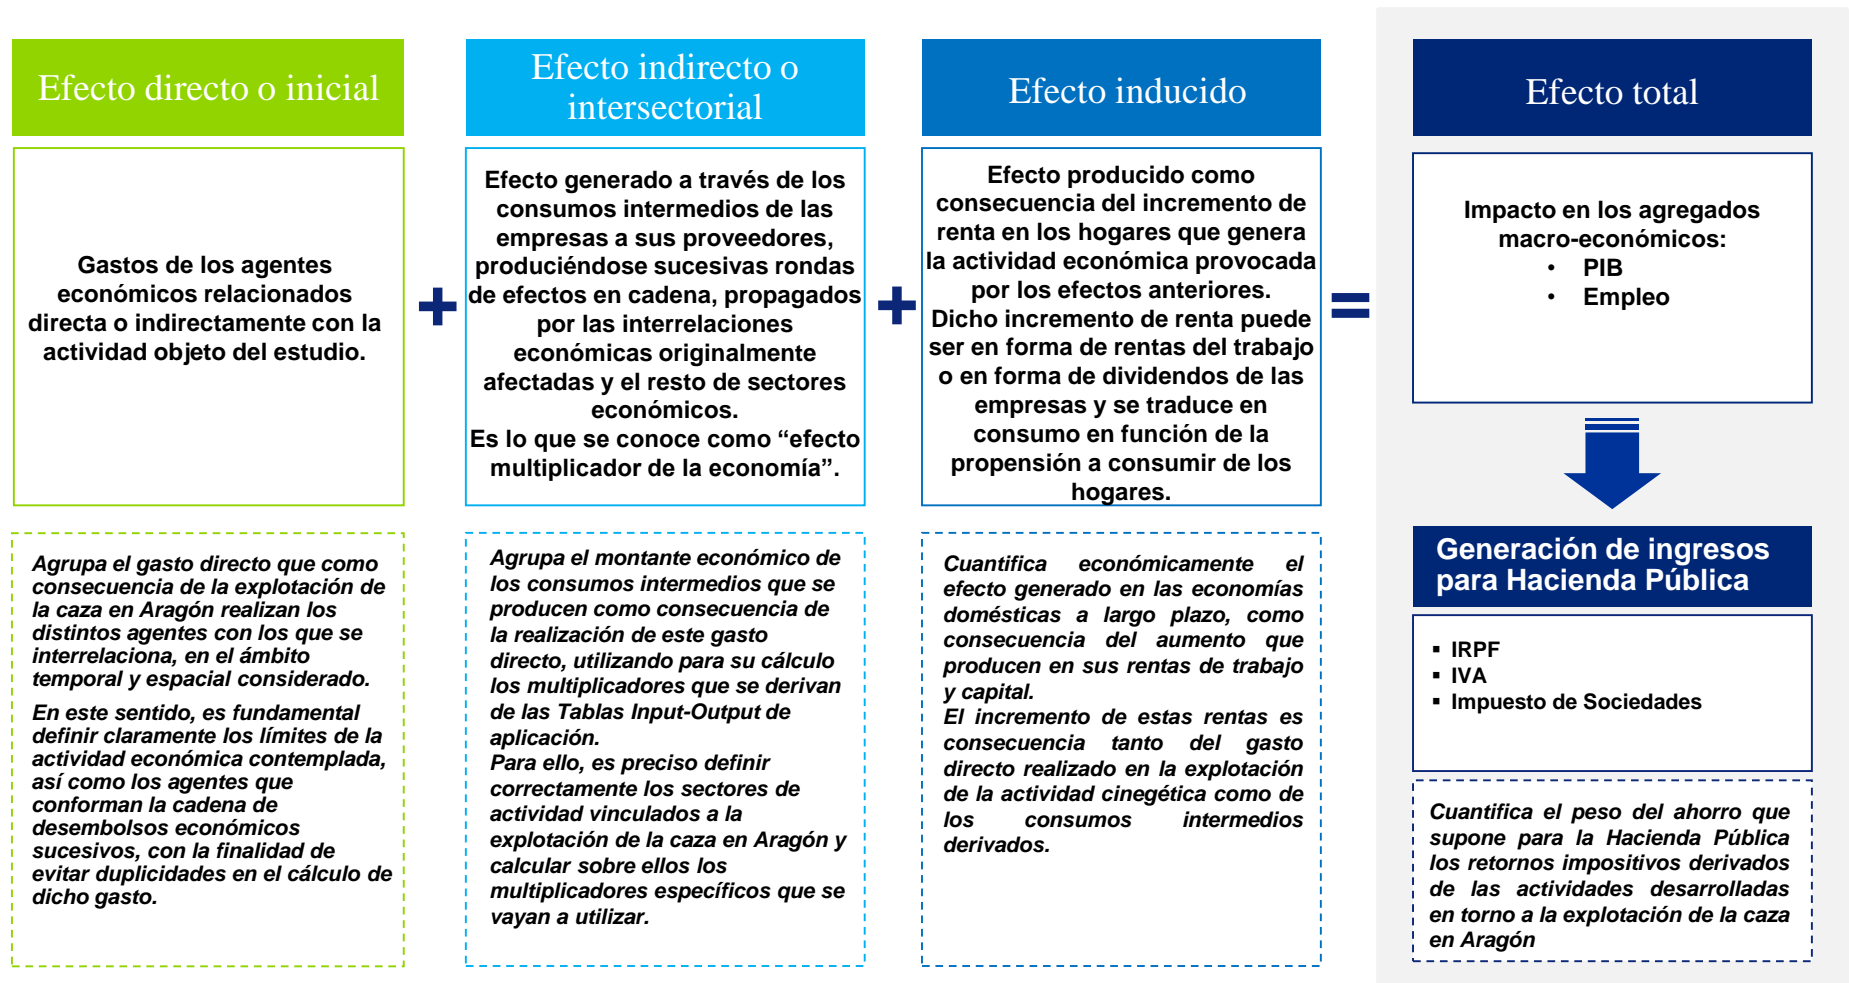 Efecto directo o inicial
Gastos de los agentes
económicos relacionados
directa o indirectamente con la
actividad objeto del estudio.
Agrupa el gasto directo que como
consecuencia de la explotación de
la caza en Aragón realizan los
distintos agentes con los que se
interrelaciona, en el ámbito
temporal y espacial considerado.
En este sentido, es fundamental
definir claramente los límites de la
actividad económica contemplada,
así como los agentes que
conforman la cadena de
desembolsos económicos
sucesivos, con la finalidad de
evitar duplicidades en el cálculo de
dicho gasto.
+
Efecto indirecto o
intersectorial
Efecto generado a través de los
consumos intermedios de las
empresas a sus proveedores,
produciéndose sucesivas rondas
de efectos en cadena, propagados
por las interrelaciones
económicas originalmente
afectadas y el resto de sectores
económicos.
Es lo que se conoce como “efecto
multiplicador de la economía”.
Agrupa el montante económico de
los consumos intermedios que se
producen como consecuencia de
la realización de este gasto
directo, utilizando para su cálculo
los multiplicadores que se derivan
de las Tablas Input-Output de
aplicación.
Para ello, es preciso definir
correctamente los sectores de
actividad vinculados a la
explotación de la caza en Aragón y
calcular sobre ellos los
multiplicadores específicos que se
vayan a utilizar.
+
Efecto inducido
Efecto producido como
consecuencia del incremento de
renta en los hogares que genera
la actividad económica provocada
por los efectos anteriores.
Dicho incremento de renta puede
ser en forma de rentas del trabajo
o en forma de dividendos de las
empresas y se traduce en
consumo en función de la
propensión a consumir de los
hogares.
Cuantifica económicamente el
efecto generado en las economías
domésticas a largo plazo, como
consecuencia del aumento que
producen en sus rentas de trabajo
y capital.
El incremento de estas rentas es
consecuencia tanto del gasto
directo realizado en la explotación
de la actividad cinegética como de
los consumos intermedios
derivados.
=
Efecto total
Impacto en los agregados
macro-económicos:
• PIB
• Empleo
Generación de ingresos
para Hacienda Pública
▪ IRPF
▪ IVA
▪ Impuesto de Sociedades
Cuantifica el peso del ahorro que
supone para la Hacienda Pública
los retornos impositivos derivados
de las actividades desarrolladas
en torno a la explotación de la caza
en Aragón